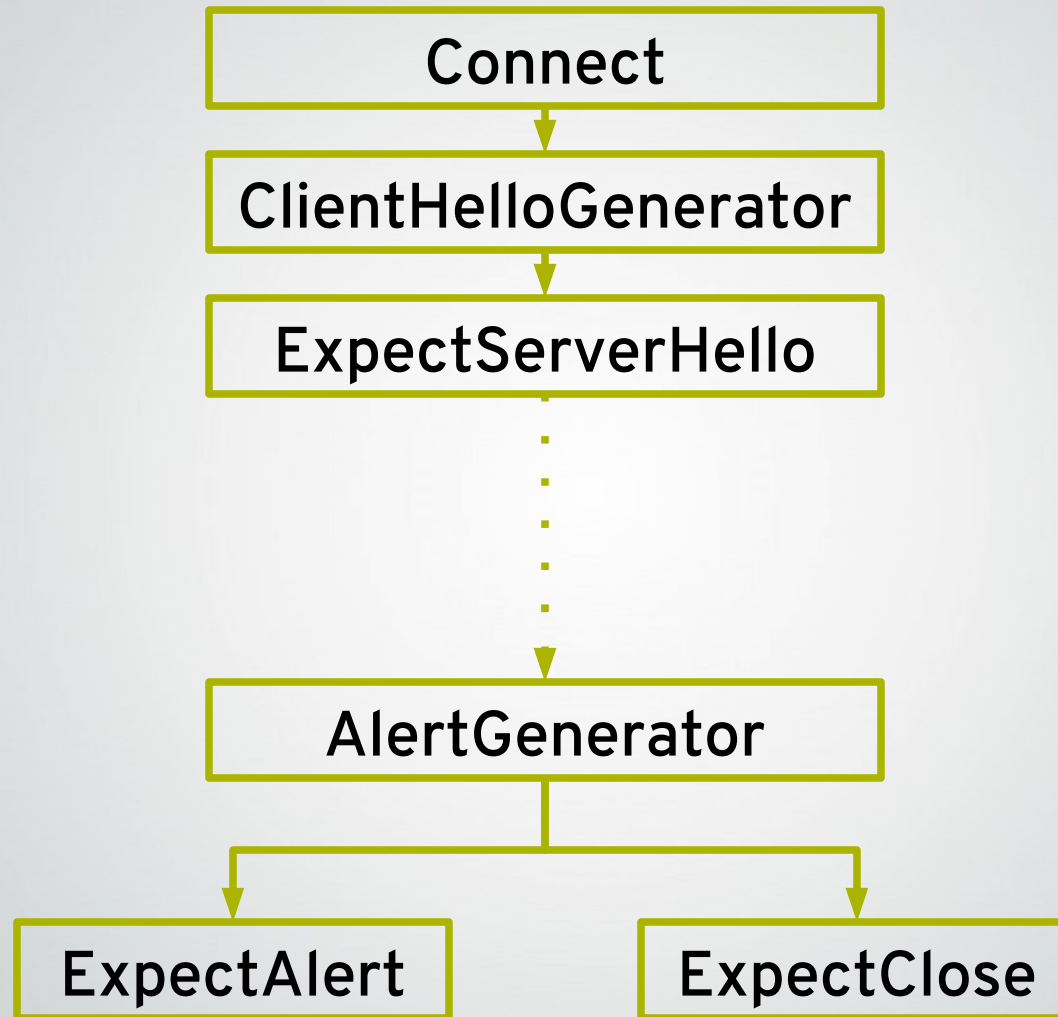 Connect
ClientHelloGenerator
ExpectServerHello
AlertGenerator
ExpectAlert
ExpectClose